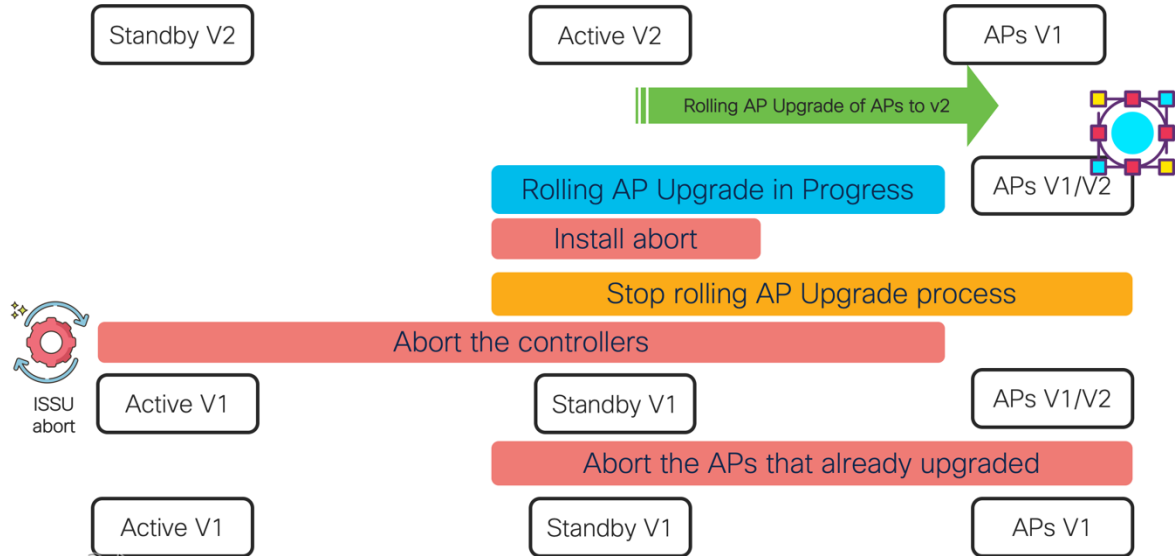 Standby V2
Active V2
APs V1
Rolling AP Upgrade of APs to v2
Rolling AP Upgrade in Progress
APs V1/V2
Install abort
Stop rolling AP Upgrade process
Abort the controllers
ISSU
abort
Active V1
Standby V1
APs V1/V2
Abort the APs that already upgraded
Active V1
Standby V1
APs V1